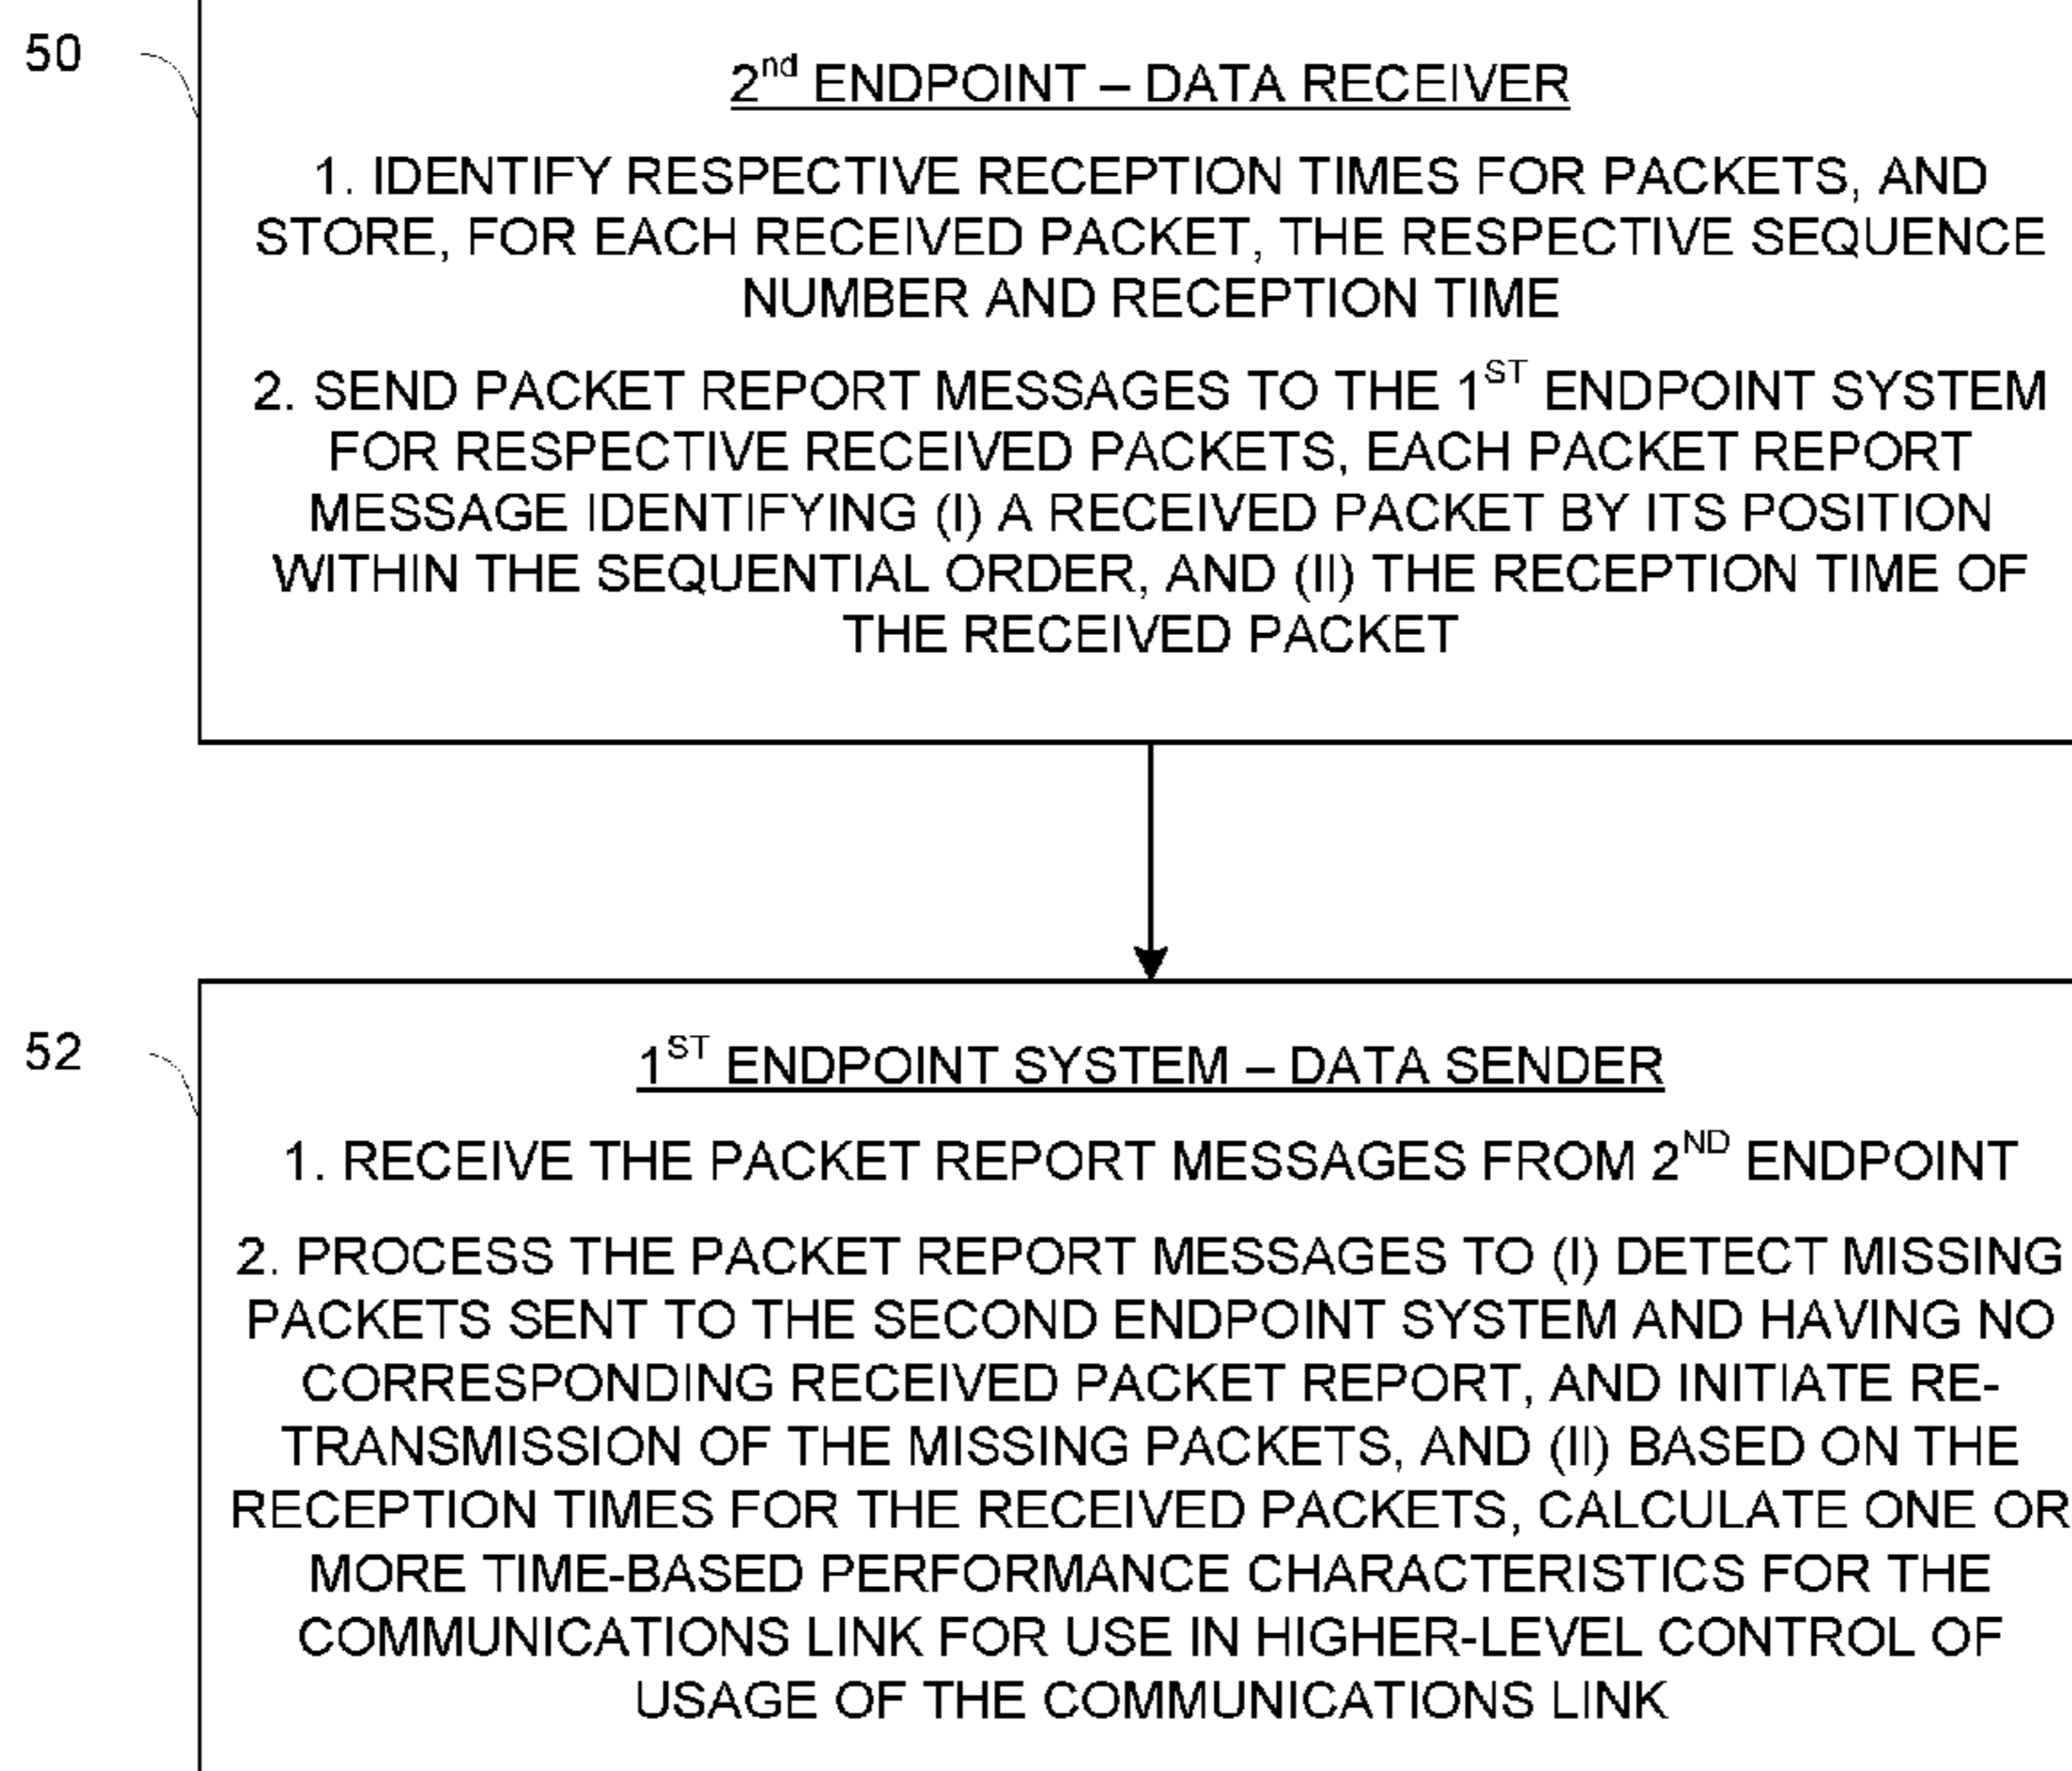 50
2nd ENDPOINT – DATA RECEIVER
1. IDENTIFY RESPECTIVE RECEPTION TIMES FOR PACKETS, AND
STORE, FOR EACH RECEIVED PACKET, THE RESPECTIVE SEQUENCE
NUMBER AND RECEPTION TIME
2. SEND PACKET REPORT MESSAGES TO THE 1ST ENDPOINT SYSTEM
FOR RESPECTIVE RECEIVED PACKETS, EACH PACKET REPORT
MESSAGE IDENTIFYING (I) A RECEIVED PACKET BY ITS POSITION
WITHIN THE SEQUENTIAL ORDER, AND (II) THE RECEPTION TIME OF
THE RECEIVED PACKET
52
1ST ENDPOINT SYSTEM – DATA SENDER
1. RECEIVE THE PACKET REPORT MESSAGES FROM 2ND ENDPOINT
2. PROCESS THE PACKET REPORT MESSAGES TO (I) DETECT MISSING
PACKETS SENT TO THE SECOND ENDPOINT SYSTEM AND HAVING NO
CORRESPONDING RECEIVED PACKET REPORT, AND INITIATE RE-
TRANSMISSION OF THE MISSING PACKETS, AND (II) BASED ON THE
RECEPTION TIMES FOR THE RECEIVED PACKETS, CALCULATE ONE OR
MORE TIME-BASED PERFORMANCE CHARACTERISTICS FOR THE
COMMUNICATIONS LINK FOR USE IN HIGHER-LEVEL CONTROL OF
USAGE OF THE COMMUNICATIONS LINK